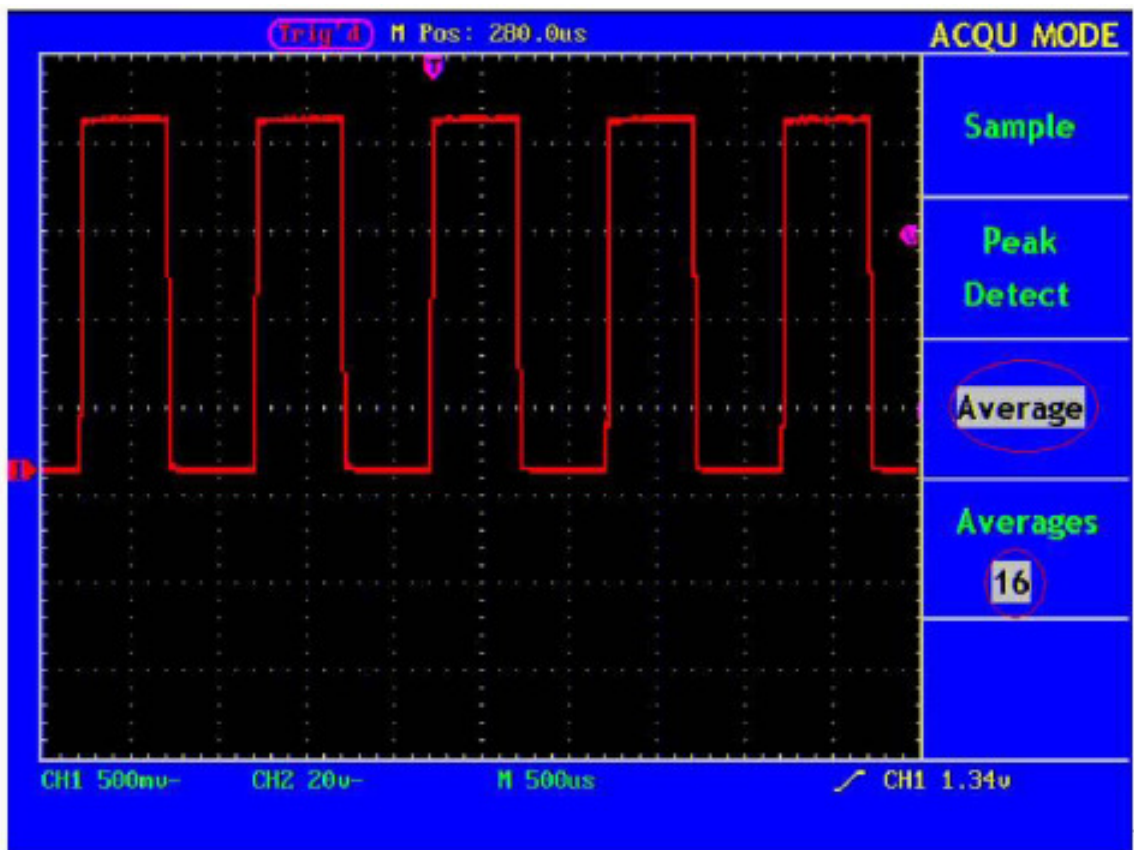 Trig'd M Pos: 280.0us ACQU MODE
T
Sample
Peak
Detect
Average
Averages
16
1
CH1 500mv- CH2 20v- M 500us CH1 1.34v